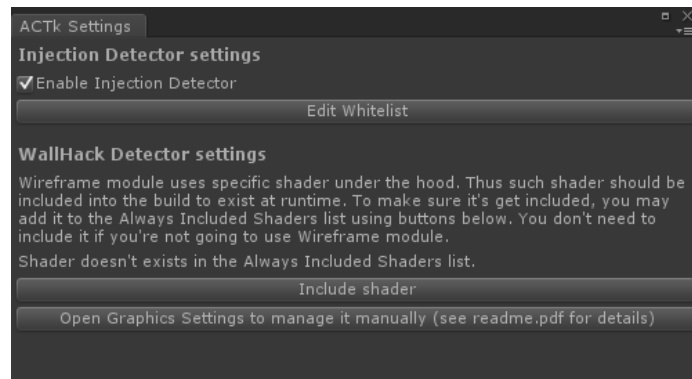 ACTk Settings
Injection Detector settings
Enable Injection Detector
Edit Whitelist
WallHack Detector settings
Wireframe module uses specific shader under the hood. Thus such shader should be
included into the build to exist at runtime. To make sure it's get included, you may
add it to the Always Included Shaders list using buttons below. You don't need to
include it if you're not going to use Wireframe module.
Shader doesn't exists in the Always Included Shaders list.
Include shader
Open Graphics Settings to manage it manually (see readme.pdf for details)